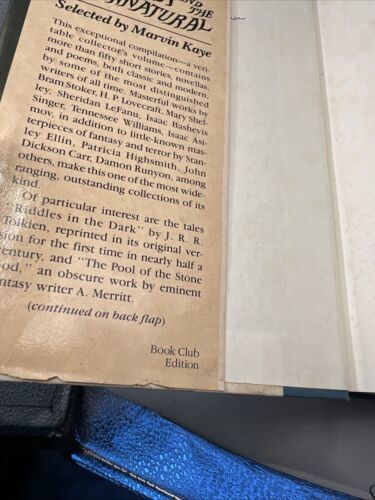 AND
THE
Selected by Marvin Kaye
This exceptional compilation—a veri-
table collector's volume—contains
more than fifty short stories, novellas,
and poems, both classic and modern,
by some of the most distinguished
writers of all time. Masterful works by
Bram Stoker, H. P. Lovecraft, Mary Shel-
ley, Sheridan LeFanu, Isaac Bashevis
Singer, Tennessee Williams, Isaac Asi-
mov, in addition to little-known mas-
terpieces of fantasy and terror by Stan-
ley Ellin, Patricia Highsmith, John
Dickson Carr, Damon Runyon, among
others, make this one of the most wide-
ranging, outstanding collections of its
kind.
Of particular interest are the tales
Riddles in the Dark" by J. R. R.
Tolkien, reprinted in its original ver-
sion for the first time in nearly half a
century, and "The Pool of the Stone
od," an obscure work by eminent
ntasy writer A. Merritt.
(continued on back flap)
Book Club
Edition